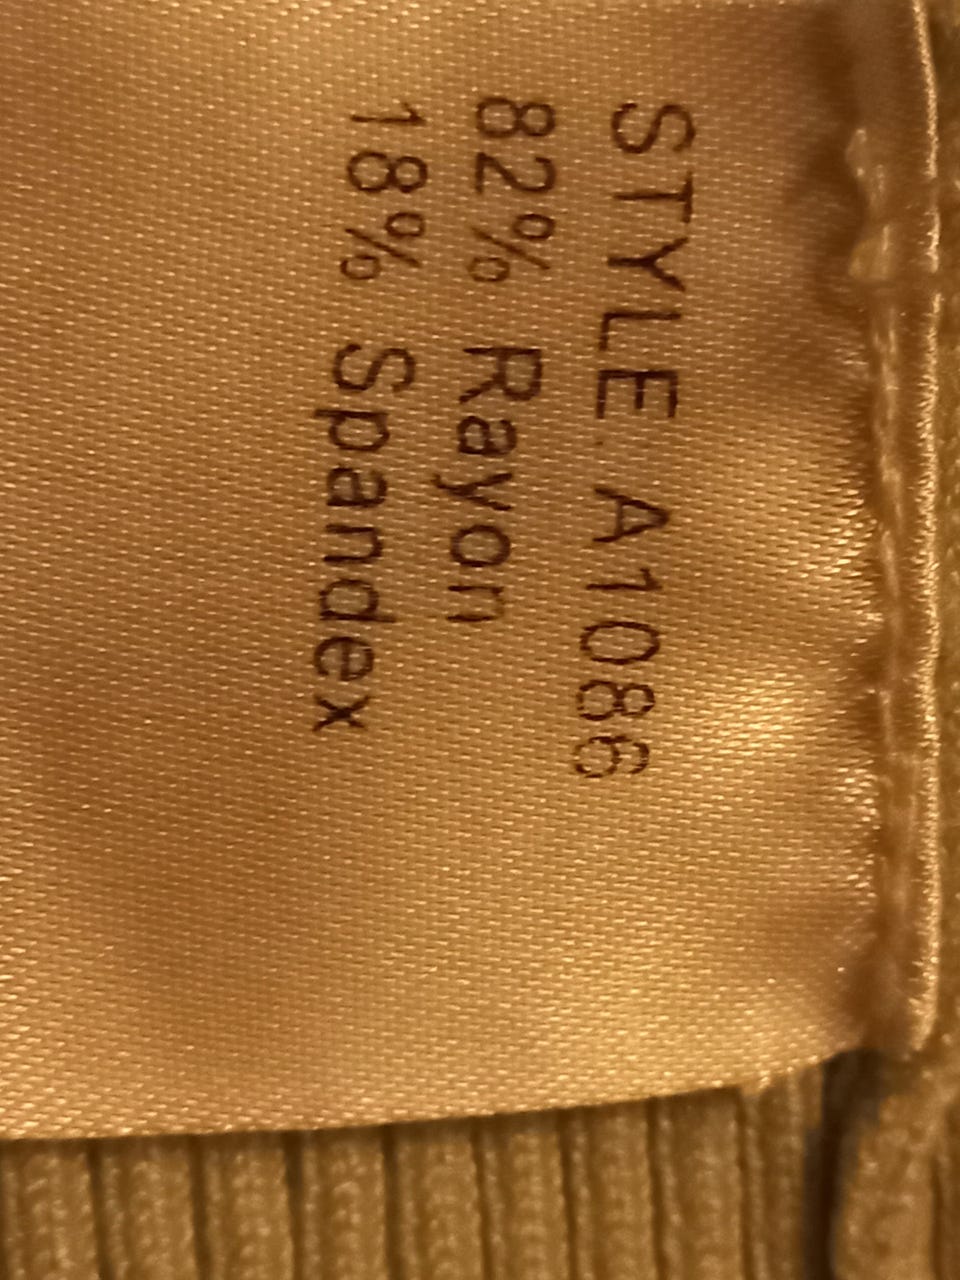 STYLE A1086
82% Rayon
18% Spandex